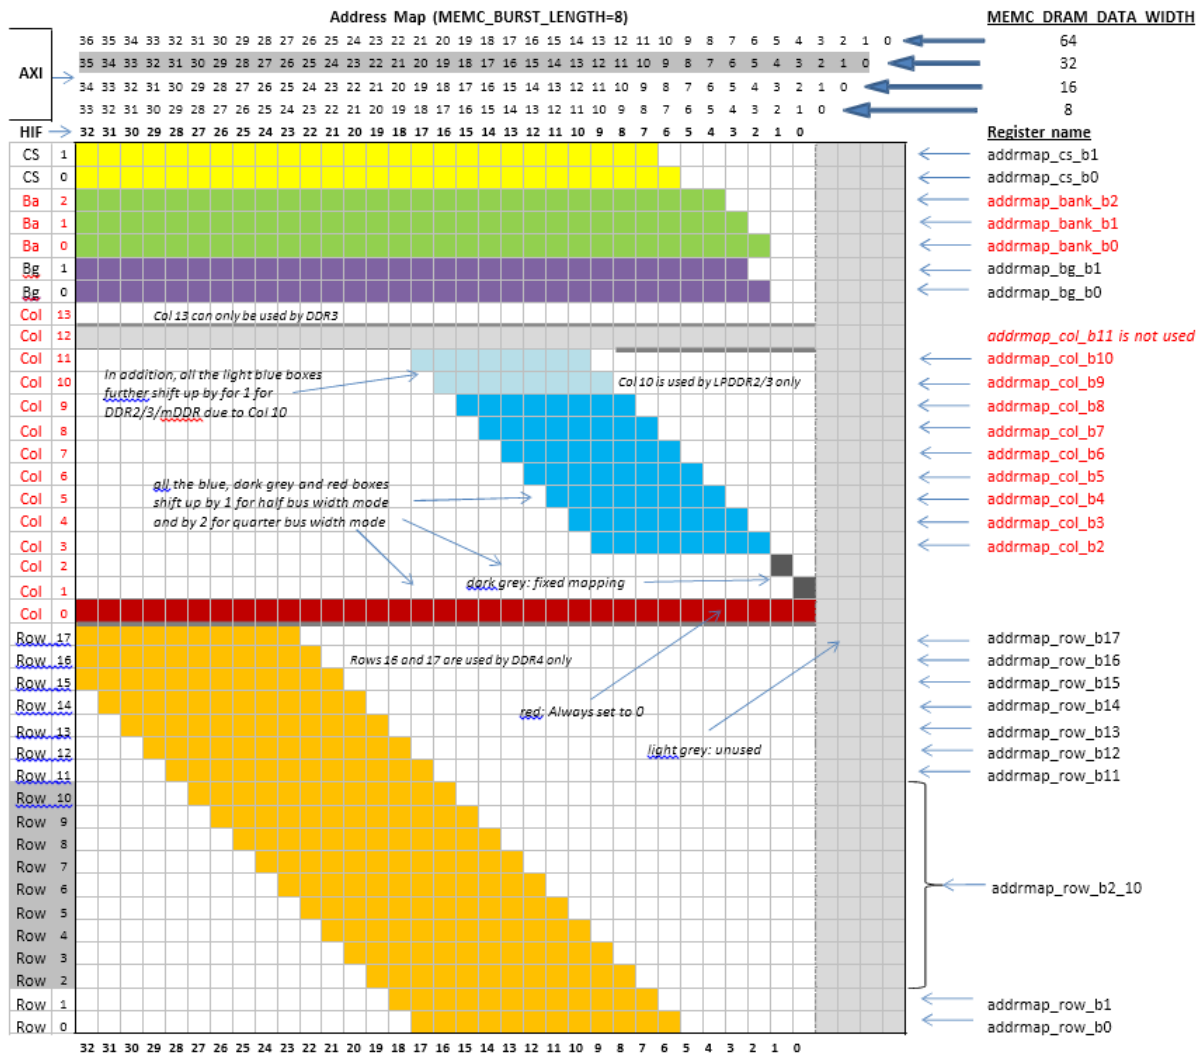 Address Map (MEMC_BURST_LENGTH=8) MEMC DRAM DATA WIDTH
36 35 34 33 32 31 30 29 28 27 26 25 24 23 22 21 20 19 18 17 16 15 14 13 12 11 10 9 8 7 6 5 4 3 2 1 0 64
AXI 35 34 33 32 31 30 29 28 27 26 25 24 23 22 21 20 19 18 17 16 15 14 13 12 11 10 9 8 7 6 5 4 3 2 1 0 32
34 33 32 31 30 29 28 27 26 25 24 23 22 21 20 19 18 17 16 15 14 13 12 11 10 9 8 7 6 5 4 3 2 1 0 16
33 32 31 30 29 28 27 26 25 24 23 22 21 20 19 18 17 16 15 14 13 12 11 10 9 8 7 6 5 4 3 2 1 0 8
HIF 32 31 30 29 28 27 26 25 24 23 22 21 20 19 18 17 16 15 14 13 12 11 10 9 8 7 6 5 4 3 2 1 0 Register name
CS 1 addrmap_cs_b1
CS 0 addrmap_cs_b0
Ba 2 addrmap_bank_b2
Ba 1 addrmap_bank_b1
Ba 0 addrmap_bank_b0
Bg 1 addrmap_bg_b1
Bg 0 addrmap_bg_b0
Col 13 Col 13 can only be used by DDR3
Col 12 addrmap_col_b11 is not used
Col 11 addrmap_col_b10
In addition, all the light blue boxes
Col 10 Col 10 is used by LPDDR2/3 only addrmap_col_b9
further shift up by for 1 for
Col 9 DDR2/3/mDDR due to Col 10 addrmap_col_b8
Col 8 addrmap_col_b7
Col 7 addrmap_col_b6
Col 6 all the blue, dark grey and red boxes addrmap_col_b5
Col 5 shift up by 1 for half bus width mode addrmap_col_b4
Col 4 and by 2 for quarter bus width mode addrmap_col_b3
Col 3 addrmap_col_b2
Col 2
Col 1 dark grey: fixed mapping
Col 0
Row 17 addrmap_row_b17
Row 16 Rows 16 and 17 are used by DDR4 only addrmap_row_b16
Row 15 addrmap_row_b15
Row 14 red: Always set to 0 addrmap_row_b14
Row 13 addrmap_row_b13
Row 12 light grey: unused addrmap_row_b12
Row 11 addrmap_row_b11
Row 10
Row 9
Row 8
Row 7
Row 6 addrmap_row_b2_10
Row 5
Row 4
Row 3
Row 2
Row 1 addrmap_row_b1
Row 0 addrmap_row_b0
32 31 30 29 28 27 26 25 24 23 22 21 20 19 18 17 16 15 14 13 12 11 10 9 8 7 6 5 4 3 2 1 0